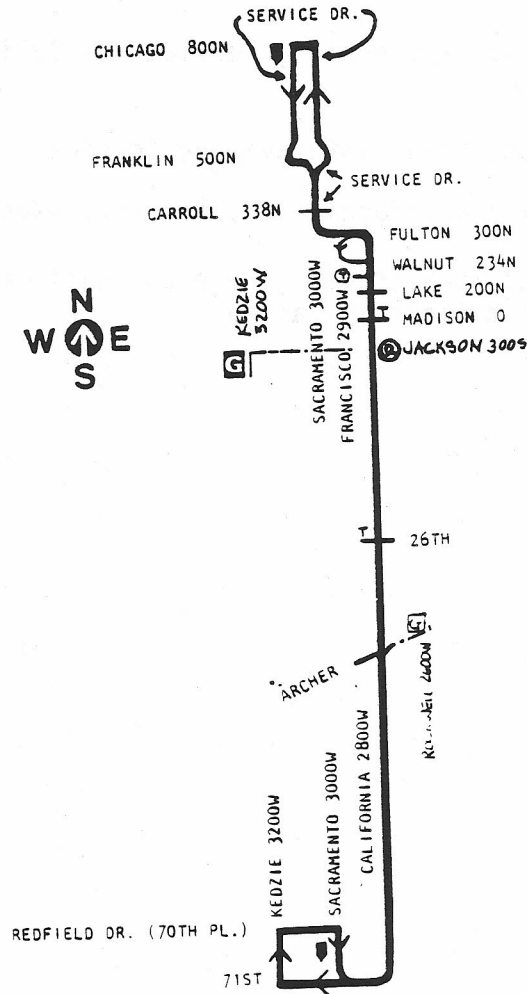 SERVICE DR.
CHICAGO 800N
FRANKLIN 500N
SERVICE DR.
CARROLL 338N
FULTON 300N
WALNUT 234N
LAKE 200N
MADISON 0
JACKSON 300S
KEDZIE
3200W
SACRAMENTO 3000W
FRANCISCO 2900W
N
W E
S
G
T
R
T
26TH
G
ARCHER
2600W
CALIFORNIA 2800W
SACRAMENTO 3000W
KEDZIE 3200W
REDFIELD DR. (70TH PL.)
71ST